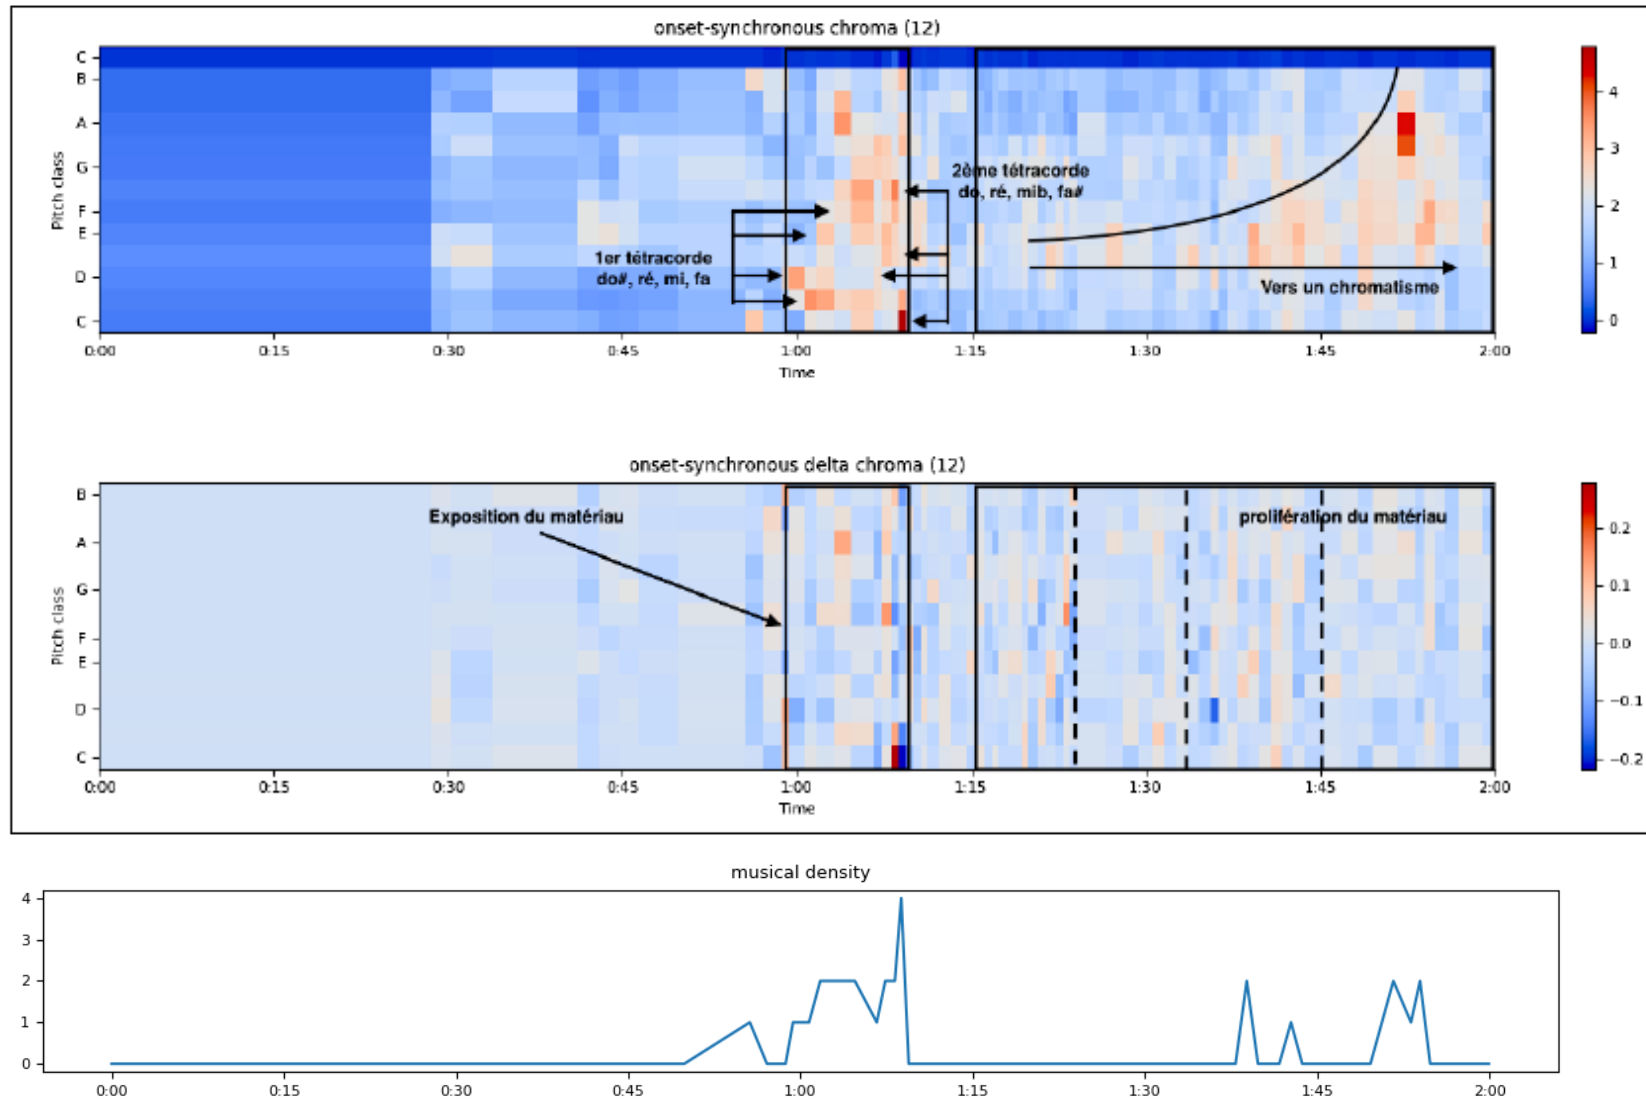 onset-synchronous chroma (12)
C
B
A
G
F
E
D
C
Pitch class
2ème tétracorde
do, ré, mib, fa#
1er tétracorde
do#, ré, mi, fa
Vers un chromatisme
0:00 0:15 0:30 0:45 1:00 1:15 1:30 1:45 2:00
Time
4
3
2
1
0
onset-synchronous delta chroma (12)
B
A
G
F
E
D
C
Pitch class
Exposition du matériau
prolifération du matériau
0:00 0:15 0:30 0:45 1:00 1:15 1:30 1:45 2:00
Time
0.2
0.1
0.0
−0.1
−0.2
musical density
4
3
2
1
0
0:00 0:15 0:30 0:45 1:00 1:15 1:30 1:45 2:00